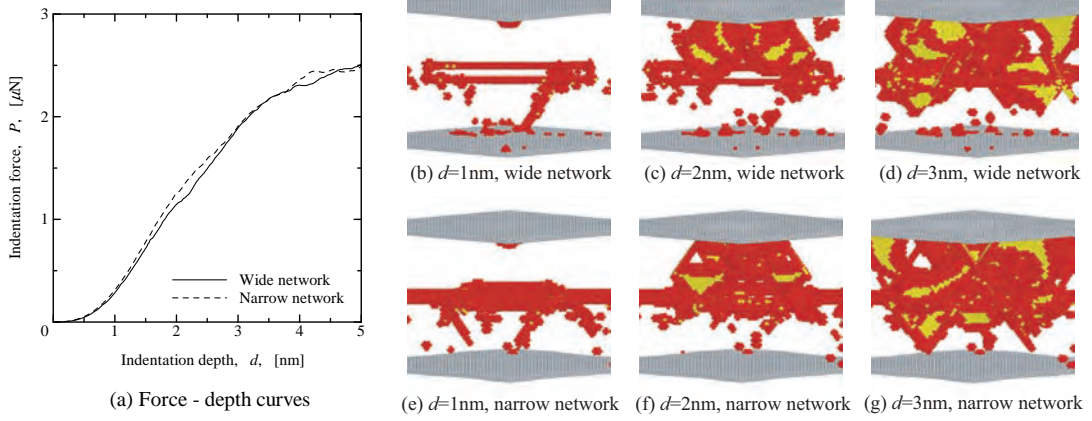 3
2
1
0
0
1
2
3
4
5
Indentation force, P, [μN]
Wide network
Narrow network
Indentation depth, d, [nm]
(a) Force - depth curves
(b) d=1nm, wide network
(c) d=2nm, wide network
(d) d=3nm, wide network
(e) d=1nm, narrow network
(f) d=2nm, narrow network
(g) d=3nm, narrow network